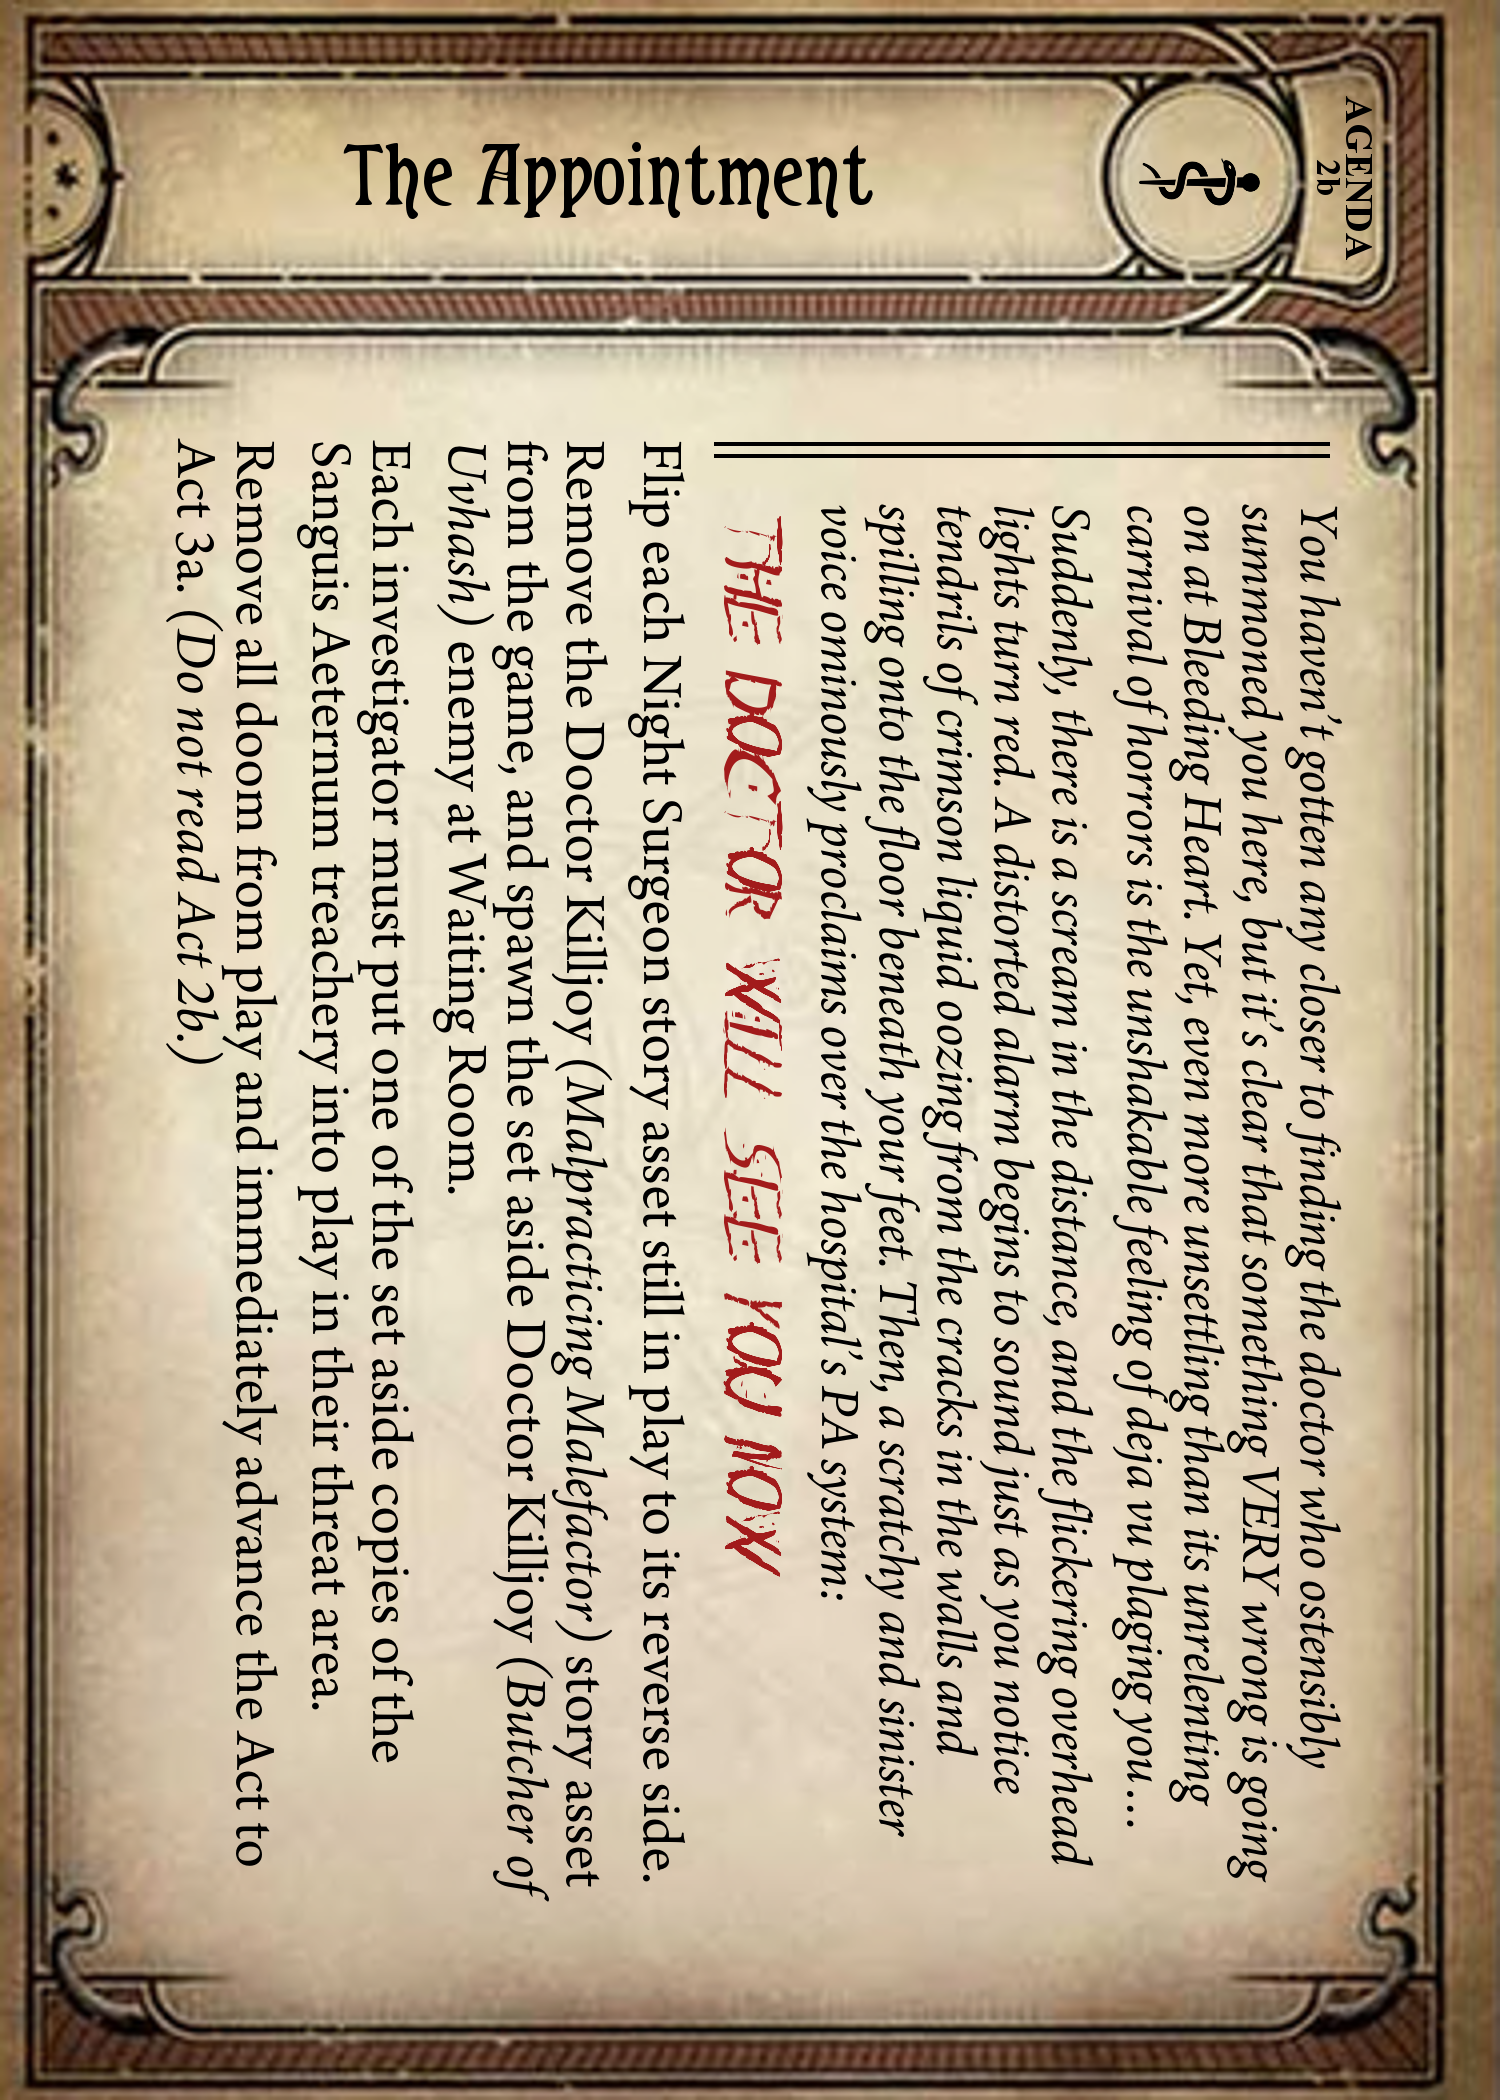 AGENDA
2b
The Appointment
You haven't gotten any closer to finding the doctor who ostensibly
summoned you here, but it's clear that something VERY wrong is going
on at Bleeding Heart. Yet, even more unsettling than its unrelenting
carnival of horrors is the unshakable feeling of deja vu plaguing you…
Suddenly, there is a scream in the distance, and the flickering overhead
lights turn red. A distorted alarm begins to sound just as you notice
tendrils of crimson liquid oozing from the cracks in the walls and
spilling onto the floor beneath your feet. Then, a scratchy and sinister
voice ominously proclaims over the hospital's PA system:
THE DOCTOR WILL SEE YOU NOW
Flip each Night Surgeon story asset still in play to its reverse side.
Remove the Doctor Killjoy (Malpracticing Malefactor) story asset
from the game, and spawn the set aside Doctor Killjoy (Butcher of
Uvhash) enemy at Waiting Room.
Each investigator must put one of the set aside copies of the
Sanguis Aeternum treachery into play in their threat area.
Remove all doom from play and immediately advance the Act to
Act 3a. (Do not read Act 2b.)